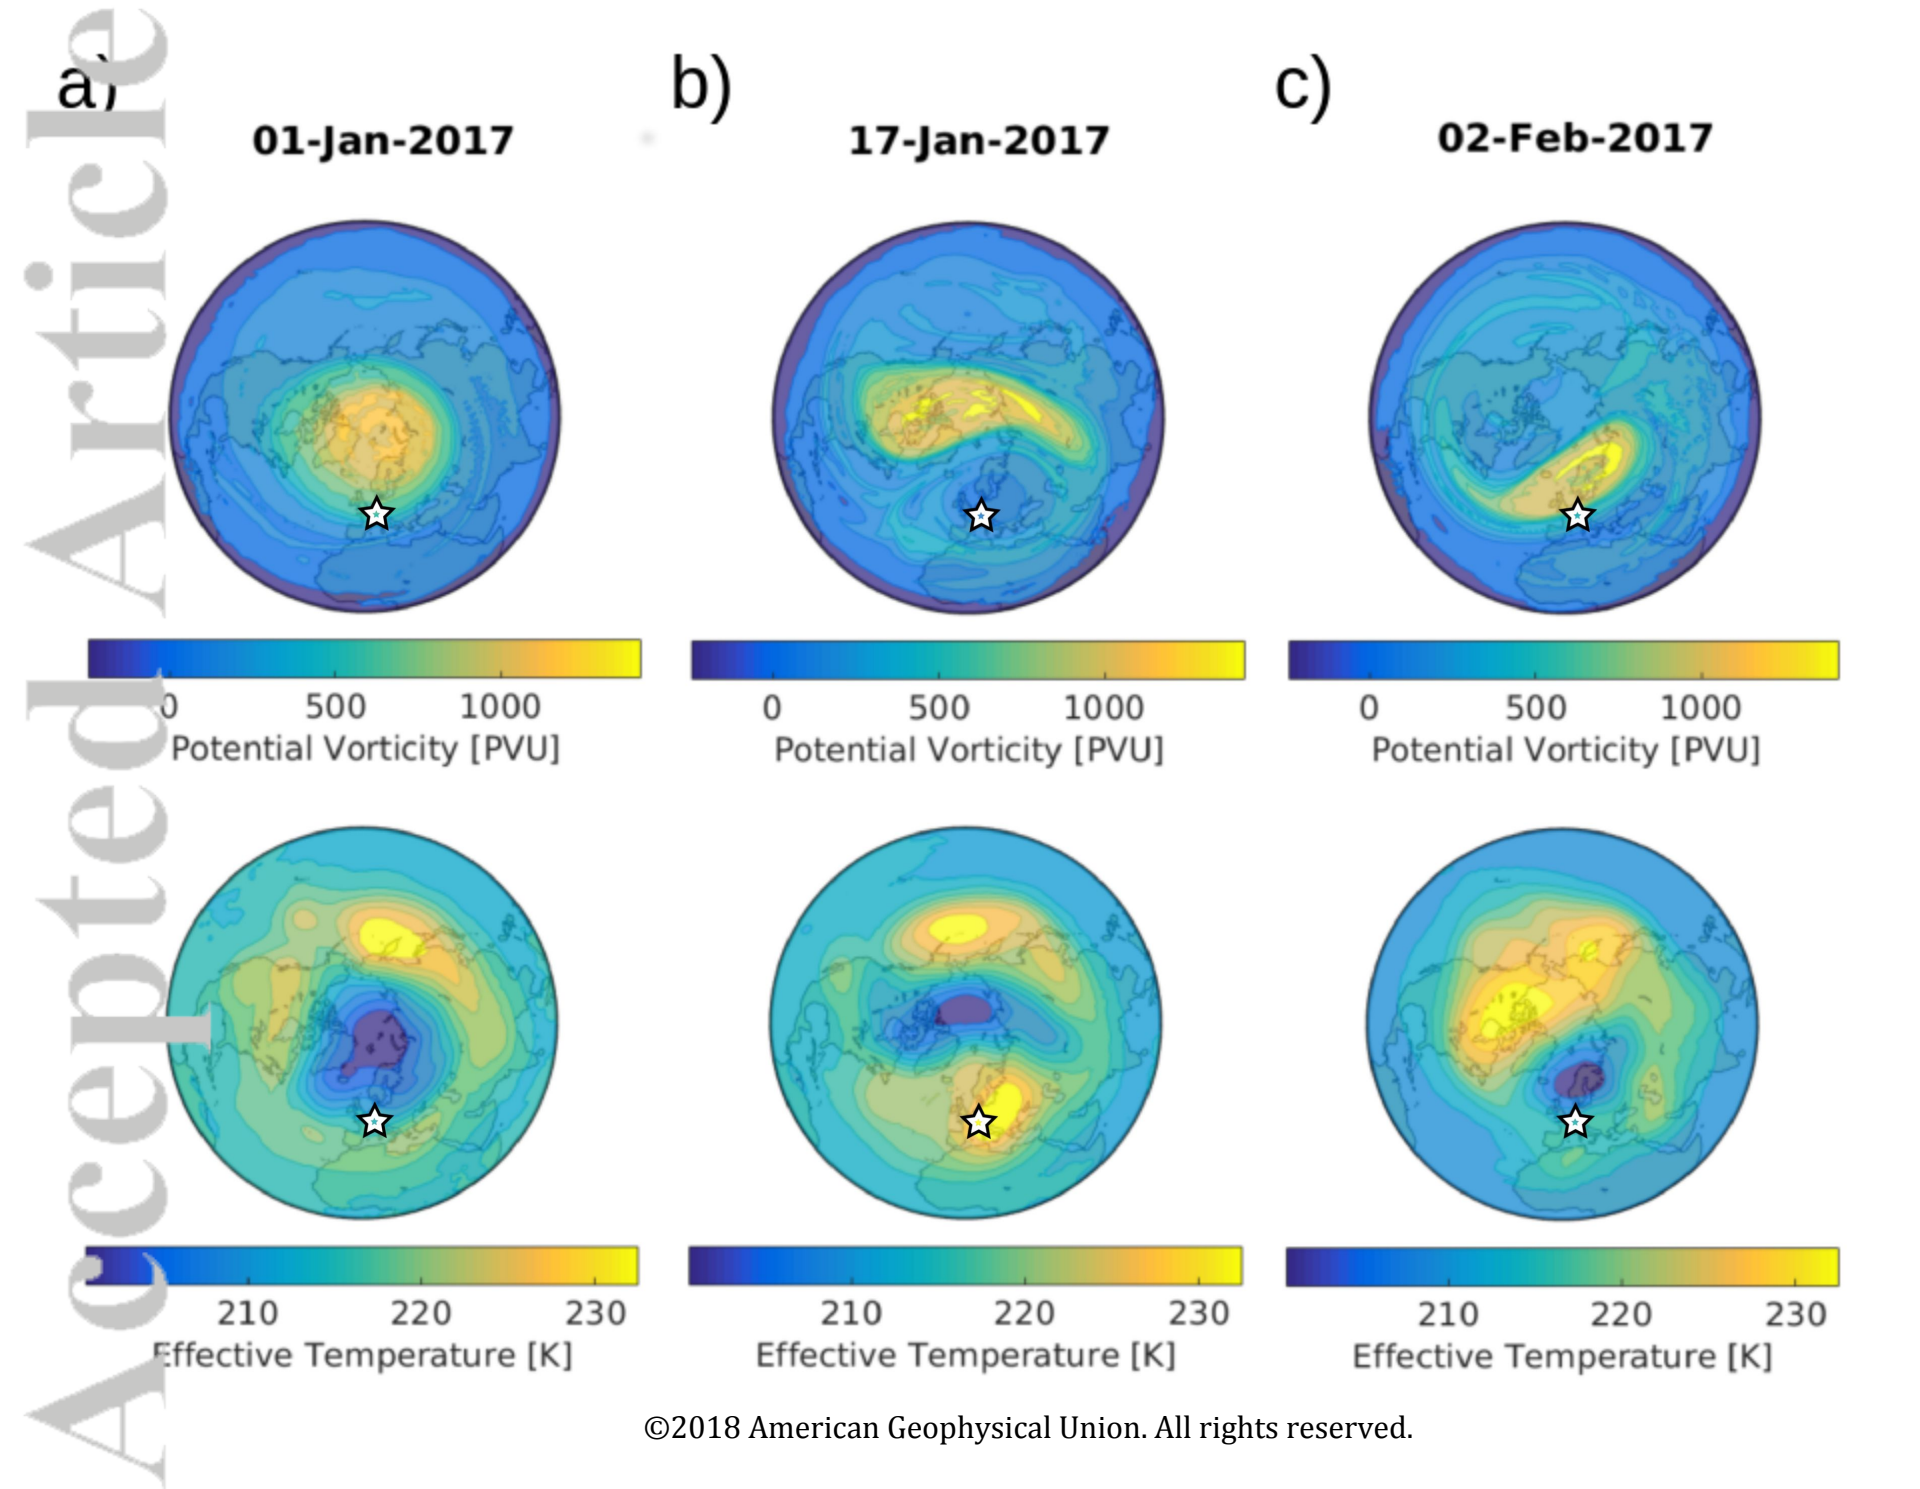 Accepted Article
a)
b)
c)
01-Jan-2017
17-Jan-2017
02-Feb-2017
0 500 1000
Potential Vorticity [PVU]
0 500 1000
Potential Vorticity [PVU]
0 500 1000
Potential Vorticity [PVU]
210 220 230
Effective Temperature [K]
210 220 230
Effective Temperature [K]
210 220 230
Effective Temperature [K]
©2018 American Geophysical Union. All rights reserved.